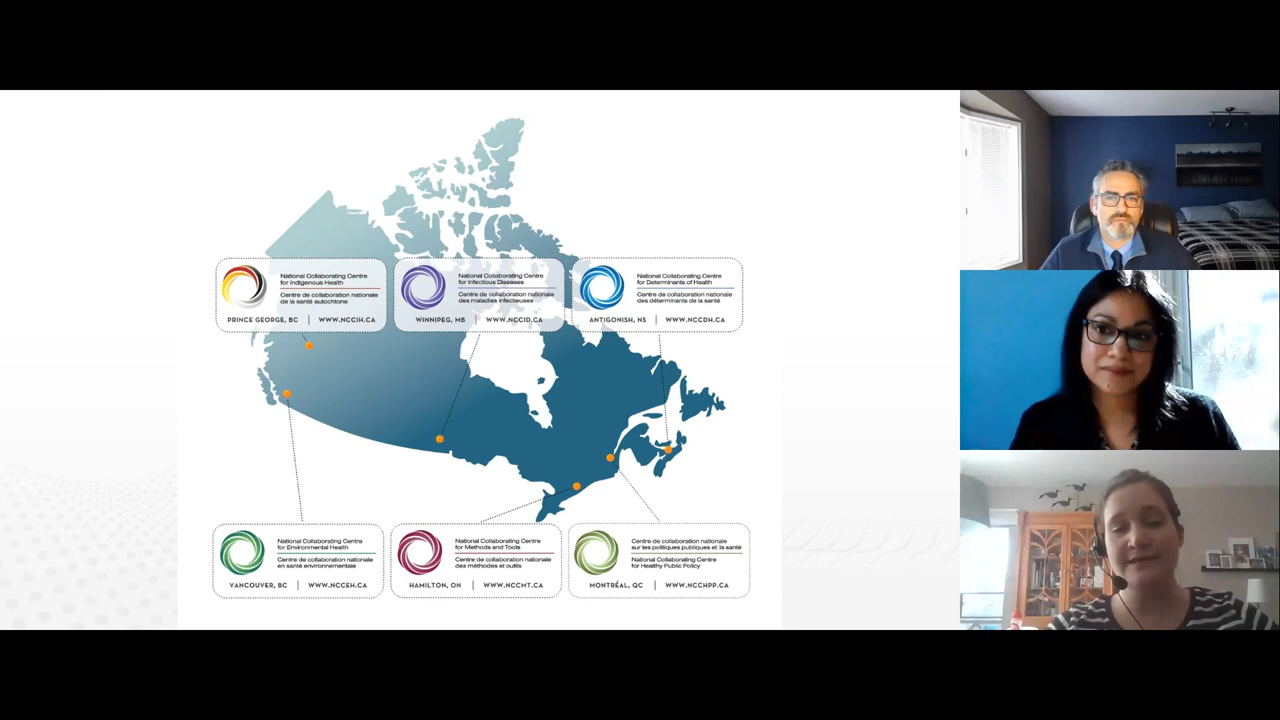 National Collaborating Centre
for Indigenous Health
Centre de collaboration nationale
de la santé autochtone
PRINCE GEORGE, BC | WWW.NCCIH.CA
National Collaborating Centre
for Infectious Diseases
Centre de collaboration nationale
des maladies infectieuses
WINNIPEG, MB | WWW.NCCID.CA
National Collaborating Centre
for Determinants of Health
Centre de collaboration nationale
des déterminants de la santé
ANTIGONISH, NS | WWW.NCCDH.CA
National Collaborating Centre
for Environmental Health
Centre de collaboration nationale
en santé environnementale
VANCOUVER, BC | WWW.NCCEH.CA
National Collaborating Centre
for Methods and Tools
Centre de collaboration nationale
des méthodes et outils
HAMILTON, ON | WWW.NCCMT.CA
Centre de collaboration nationale
sur les politiques publiques et la santé
National Collaborating Centre
for Healthy Public Policy
MONTRÉAL, QC | WWW.NCCHPP.CA